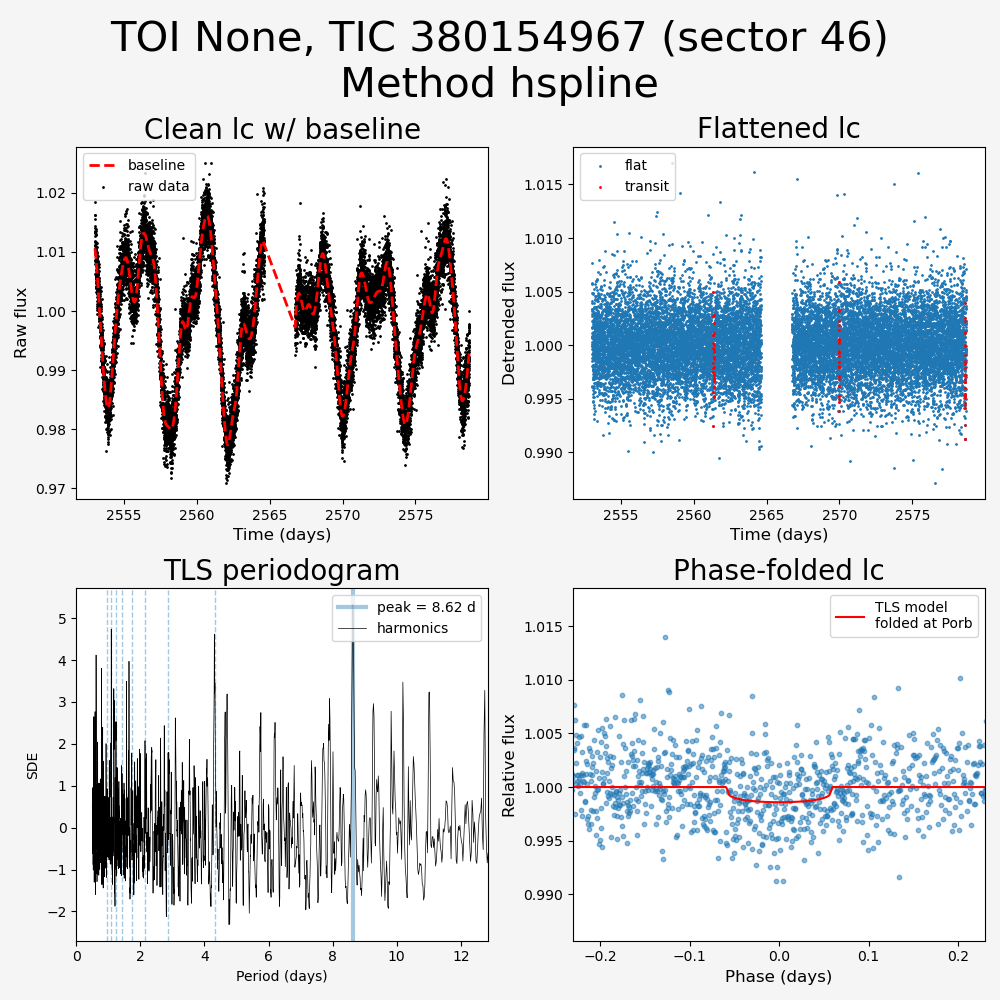 TOI None, TIC 380154967 (sector 46)
Method hspline
Clean lc w/ baseline
baseline
raw data
1.02
1.01
1.00
0.99
0.98
0.97
Raw flux
2555
2560
2565
2570
2575
Time (days)
Flattened lc
flat
transit
1.015
1.010
1.005
1.000
0.995
0.990
Detrended flux
2555
2560
2565
2570
2575
Time (days)
TLS periodogram
peak = 8.62 d
harmonics
5
4
3
2
1
0
−1
−2
SDE
0
2
4
6
8
10
12
Period (days)
Phase-folded lc
TLS model
folded at Porb
1.015
1.010
1.005
1.000
0.995
0.990
Relative flux
−0.2
−0.1
0.0
0.1
0.2
Phase (days)